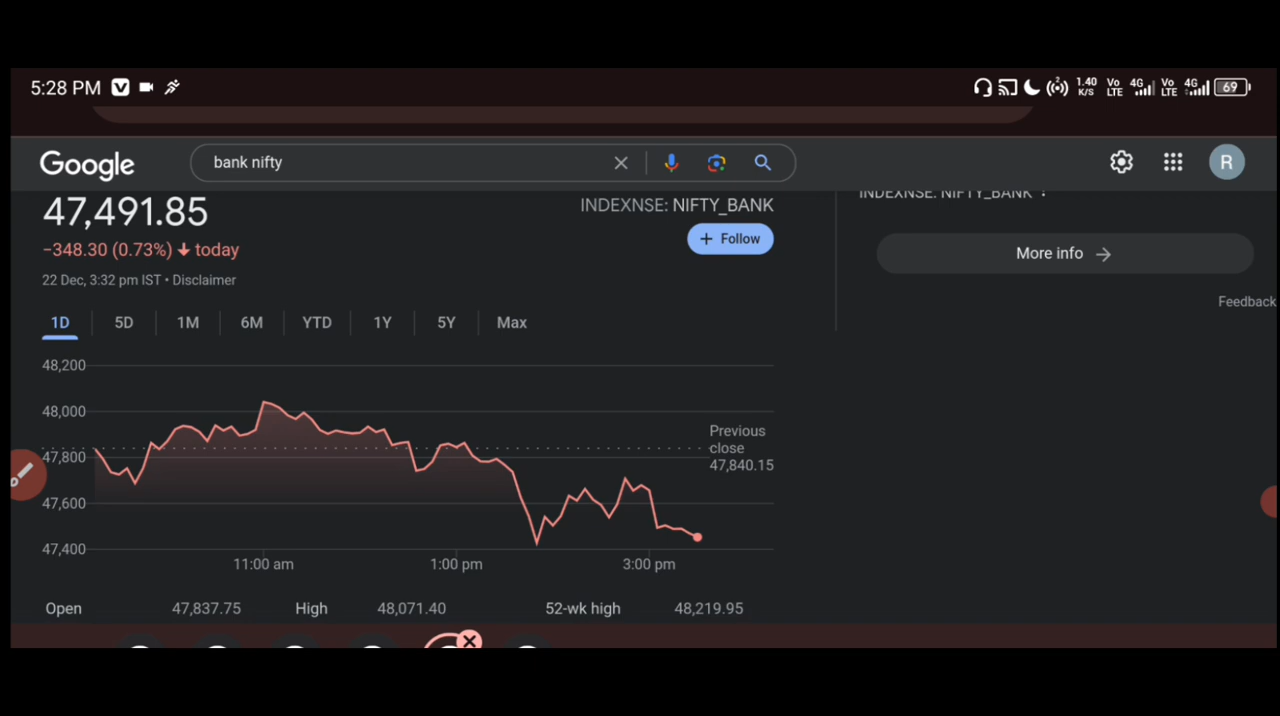 5:28 PM
1.40 K/S Vo LTE 4G Vo LTE 4G 69
Google
bank nifty
R
47,491.85
INDEXNSE: NIFTY_BANK
INDEXNSE: NIFTY_BANK :
−348.30 (0.73%) today
+ Follow
More info
22 Dec, 3:32 pm IST • Disclaimer
Feedback
1D 5D 1M 6M YTD 1Y 5Y Max
48,200
48,000
47,800
47,600
47,400
Previous
close
47,840.15
11:00 am 1:00 pm 3:00 pm
Open 47,837.75 High 48,071.40 52-wk high 48,219.95